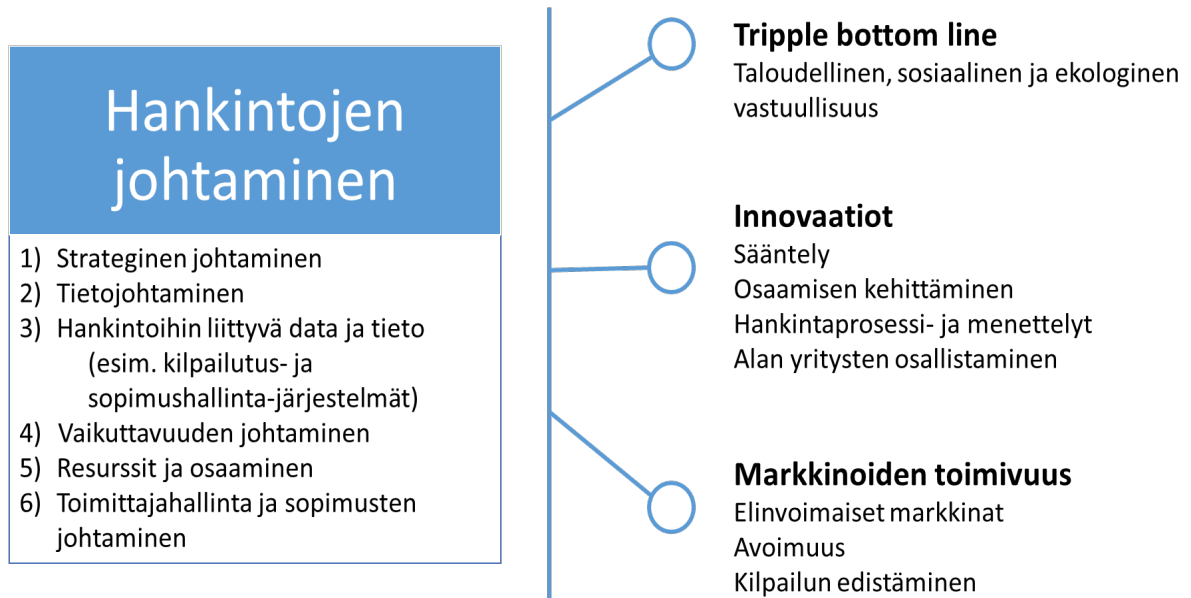 Hankintojen
johtaminen
1) Strateginen johtaminen
2) Tietojohtaminen
3) Hankintoihin liittyvä data ja tieto
(esim. kilpailutus- ja
sopimushallinta-järjestelmät)
4) Vaikuttavuuden johtaminen
5) Resurssit ja osaaminen
6) Toimittajahallinta ja sopimusten
johtaminen
Tripple bottom line
Taloudellinen, sosiaalinen ja ekologinen
vastuullisuus
Innovaatiot
Sääntely
Osaamisen kehittäminen
Hankintaprosessi- ja menettelyt
Alan yritysten osallistaminen
Markkinoiden toimivuus
Elinvoimaiset markkinat
Avoimuus
Kilpailun edistäminen